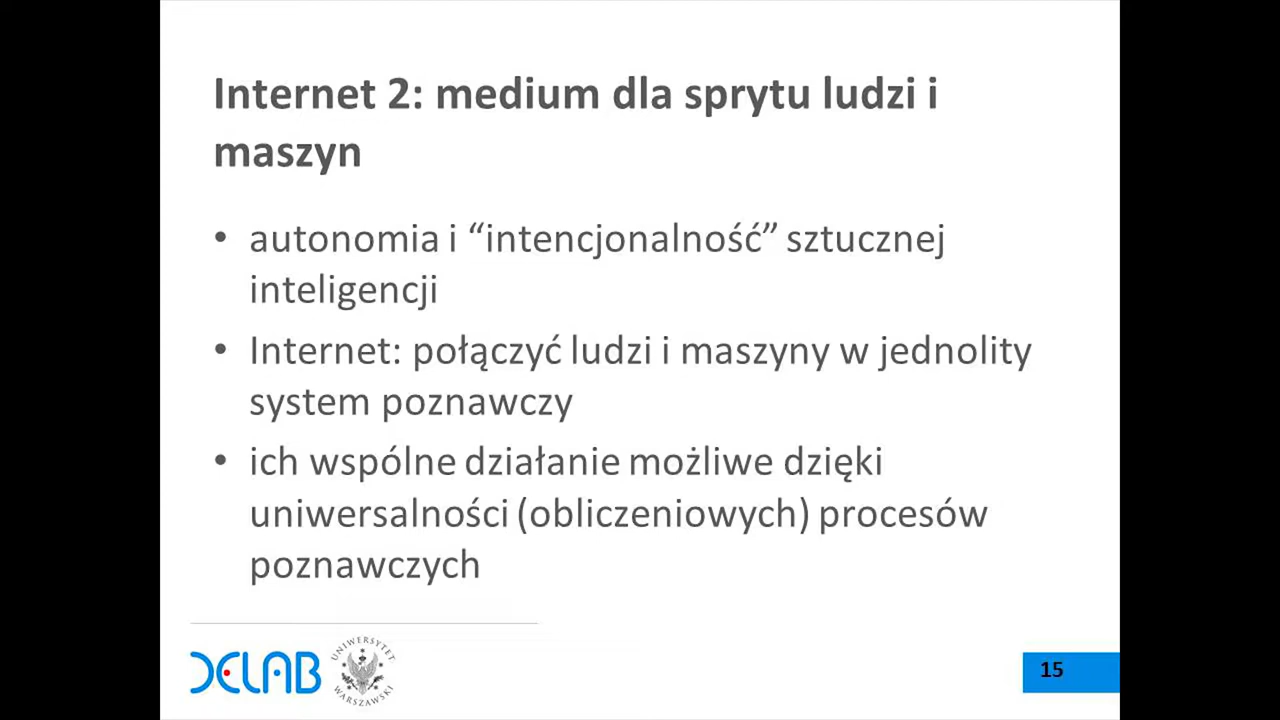 Internet 2: medium dla sprytu ludzi i
maszyn
• autonomia i “intencjonalność” sztucznej
inteligencji
• Internet: połączyć ludzi i maszyny w jednolity
system poznawczy
• ich wspólne działanie możliwe dzięki
uniwersalności (obliczeniowych) procesów
poznawczych
DELAB
UNIWERSYTET
WARSZAWSKI
15